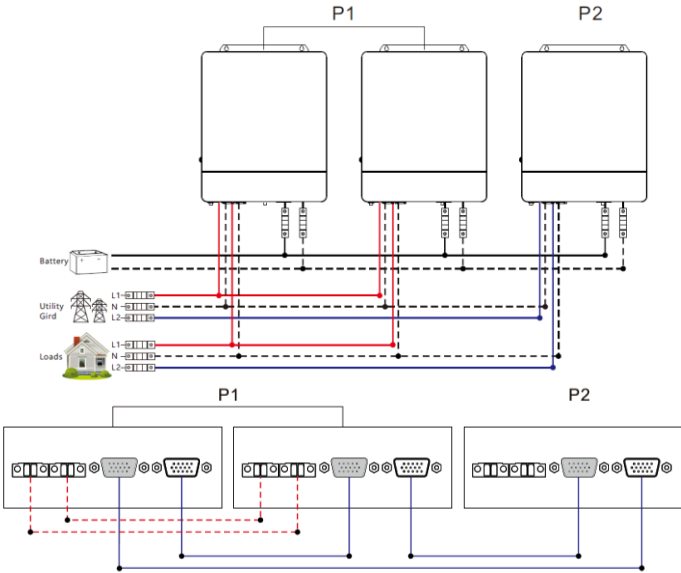 P1 P2
Battery
L1
Utility N
Gird L2
L1
Loads N
L2
P1 P2